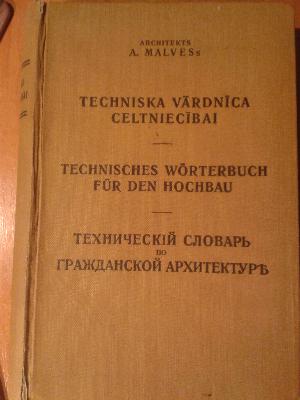 ARCHITEKTS
A. MALVESS
TECHNISKA VĀRDNĪCA
CELTNIECĪBAI
TECHNISCHES WÖRTERBUCH
FÜR DEN HOCHBAU
ТЕХНИЧЕСКІЙ СЛОВАРЬ
ПО
ГРАЖДАНСКОЙ АРХИТЕКТУРѢ